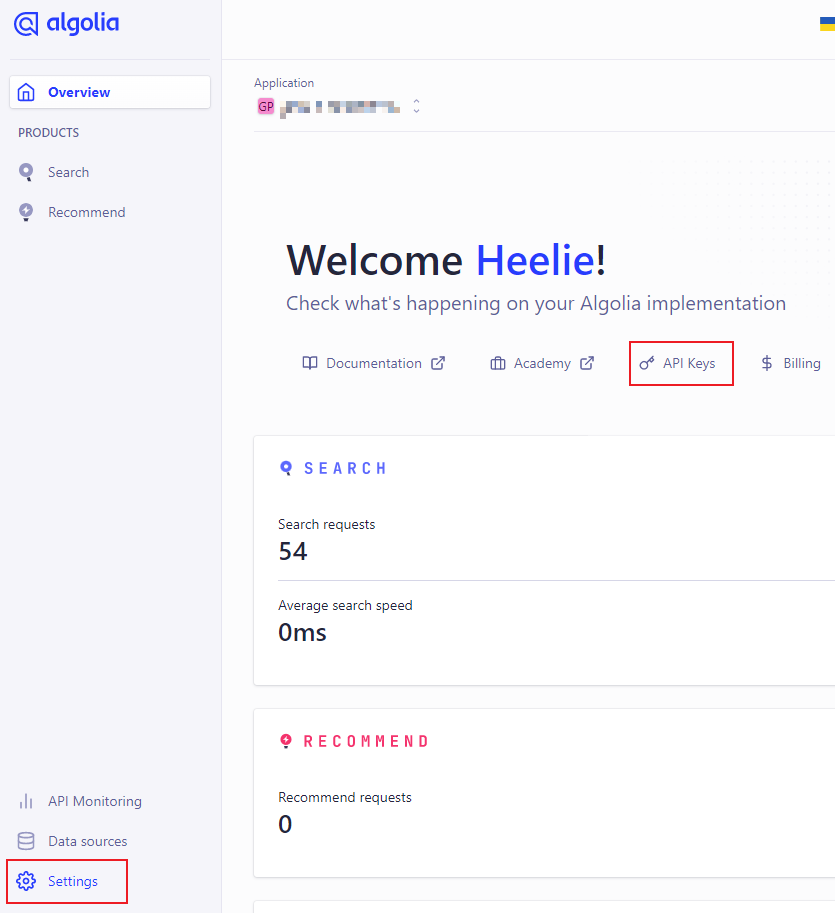 algolia
Overview
PRODUCTS
Search
Recommend
Application
GP
Welcome Heelie!
Check what's happening on your Algolia implementation
Documentation
Academy
API Keys
Billing
SEARCH
Search requests
54
Average search speed
0ms
RECOMMEND
Recommend requests
0
API Monitoring
Data sources
Settings